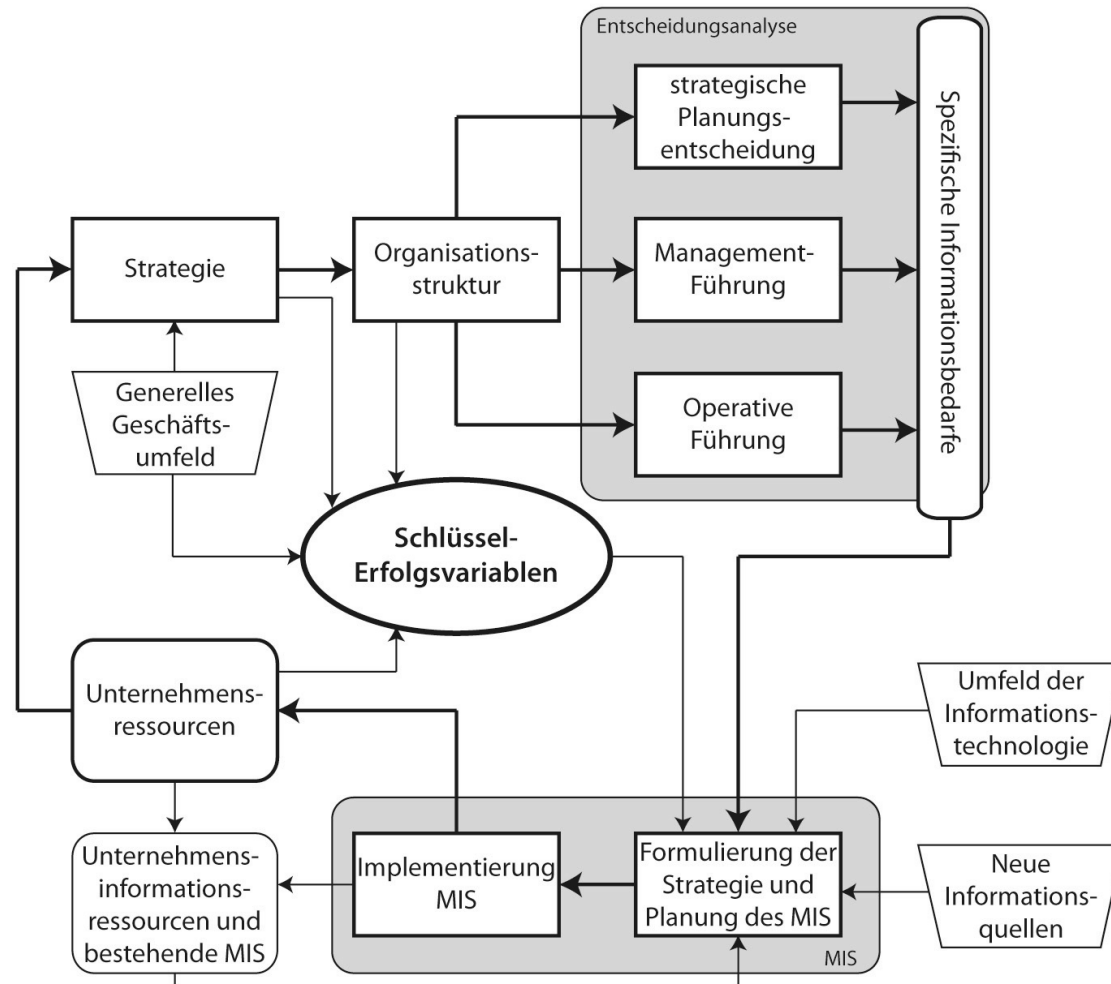 Entscheidungsanalyse
strategische
Planungs-
entscheidung
Spezifische Informationsbedarfe
Strategie
Organisations-
struktur
Management-
Führung
Generelles
Geschäfts-
umfeld
Operative
Führung
Schlüssel-
Erfolgsvariablen
Unternehmens-
ressourcen
Umfeld der
Informations-
technologie
Unternehmens-
informations-
ressourcen und
bestehende MIS
Implementierung
MIS
Formulierung der
Strategie und
Planung des MIS
MIS
Neue
Informations-
quellen